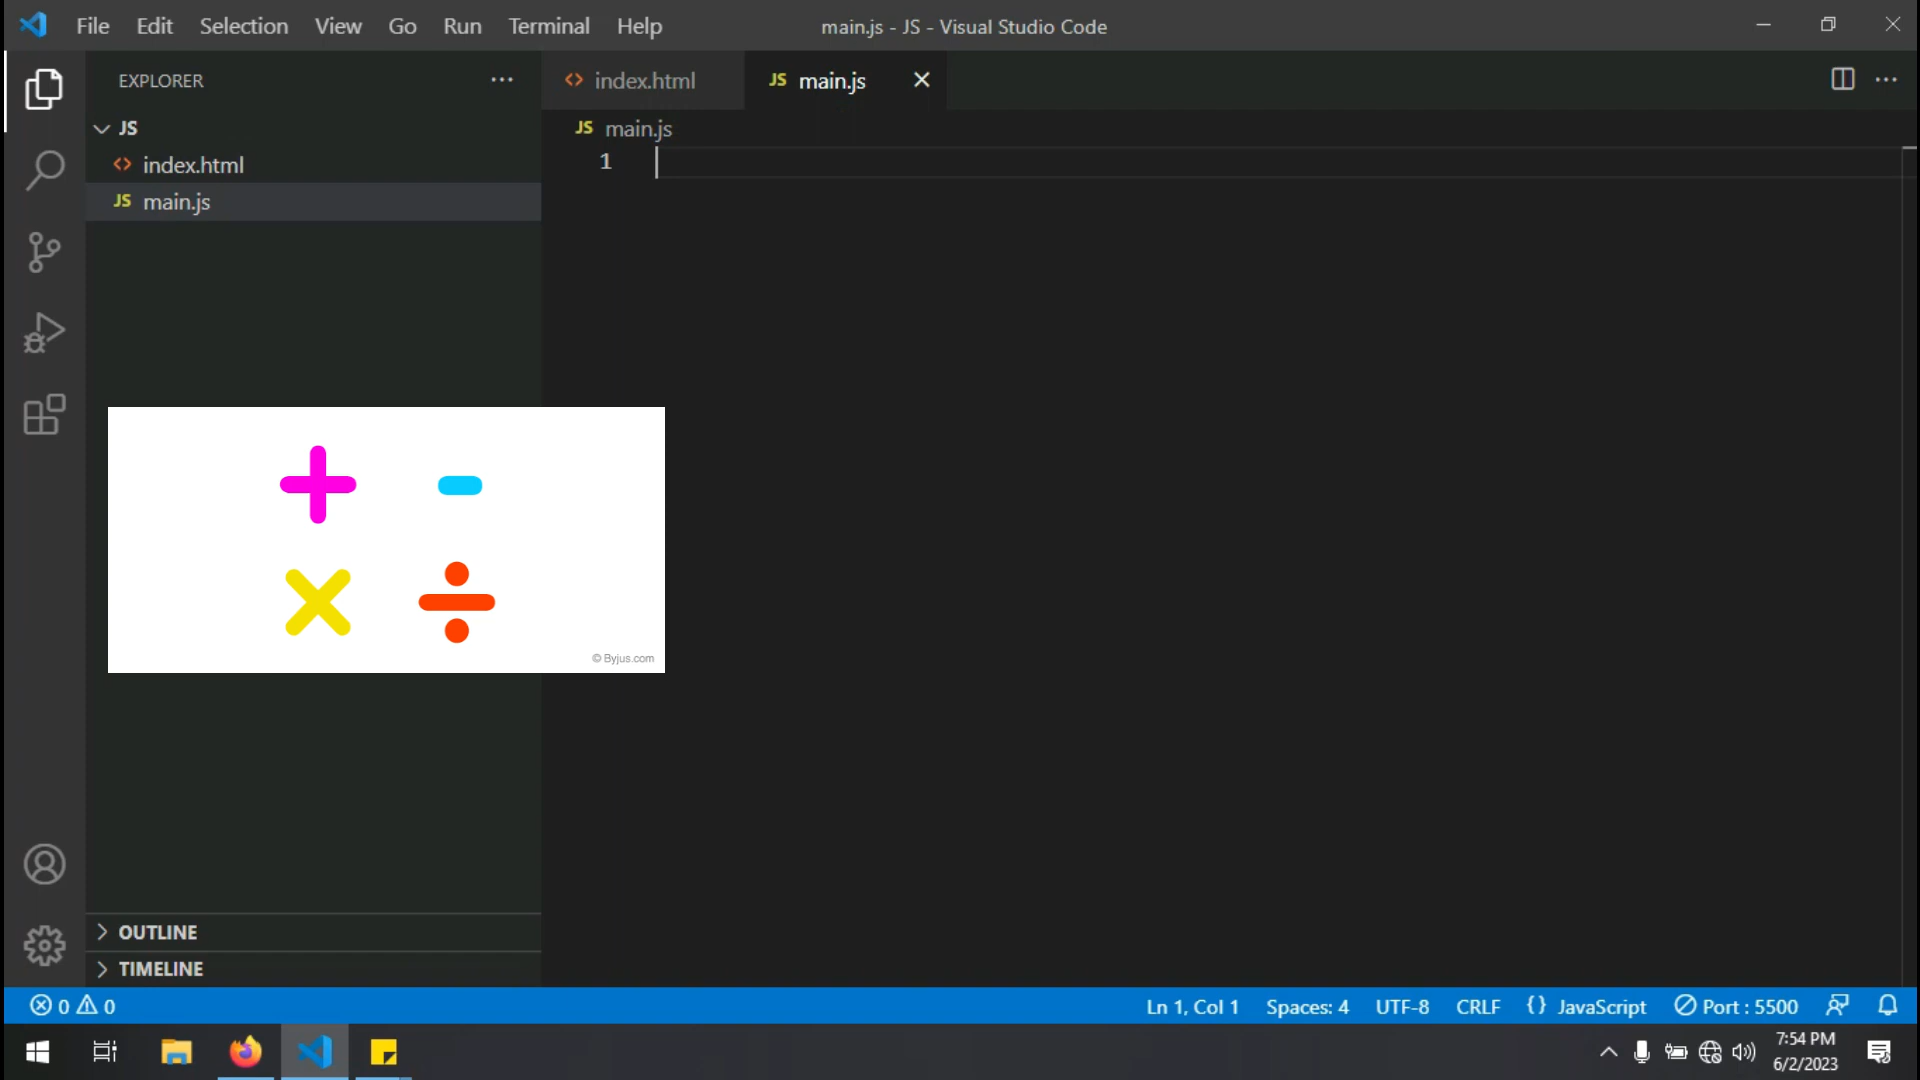 File Edit Selection View Go Run Terminal Help
main.js - JS - Visual Studio Code
EXPLORER
JS
index.html
JS main.js
index.html
JS main.js
JS main.js
1
© Byjus.com
OUTLINE
TIMELINE
0 0
Ln 1, Col 1 Spaces: 4 UTF-8 CRLF {} JavaScript Port : 5500
7:54 PM
6/2/2023